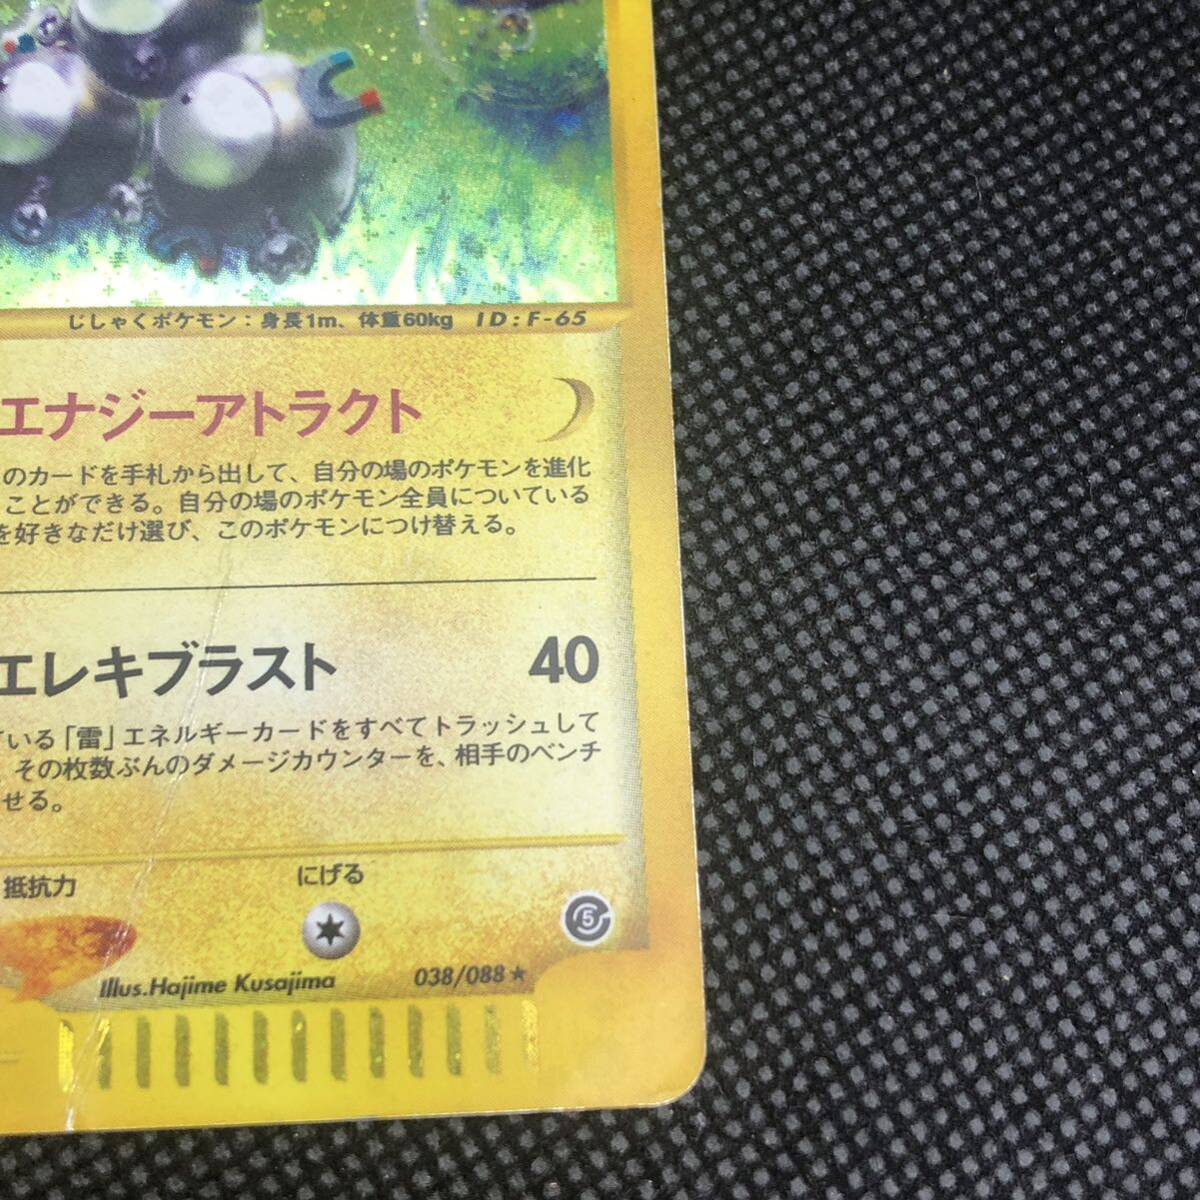 じしゃくポケモン：身長1m、体重60kg ID：F-65
エナジーアトラクト
のカードを手札から出して、自分の場のポケモンを進化
ことができる。自分の場のポケモン全員についている
を好きなだけ選び、このポケモンにつけ替える。
エレキブラスト 40
いる「雷」エネルギーカードをすべてトラッシュして
その枚数ぶんのダメージカウンターを、相手のベンチ
せる。
抵抗力 にげる
5
Illus.Hajime Kusajima 038/088★